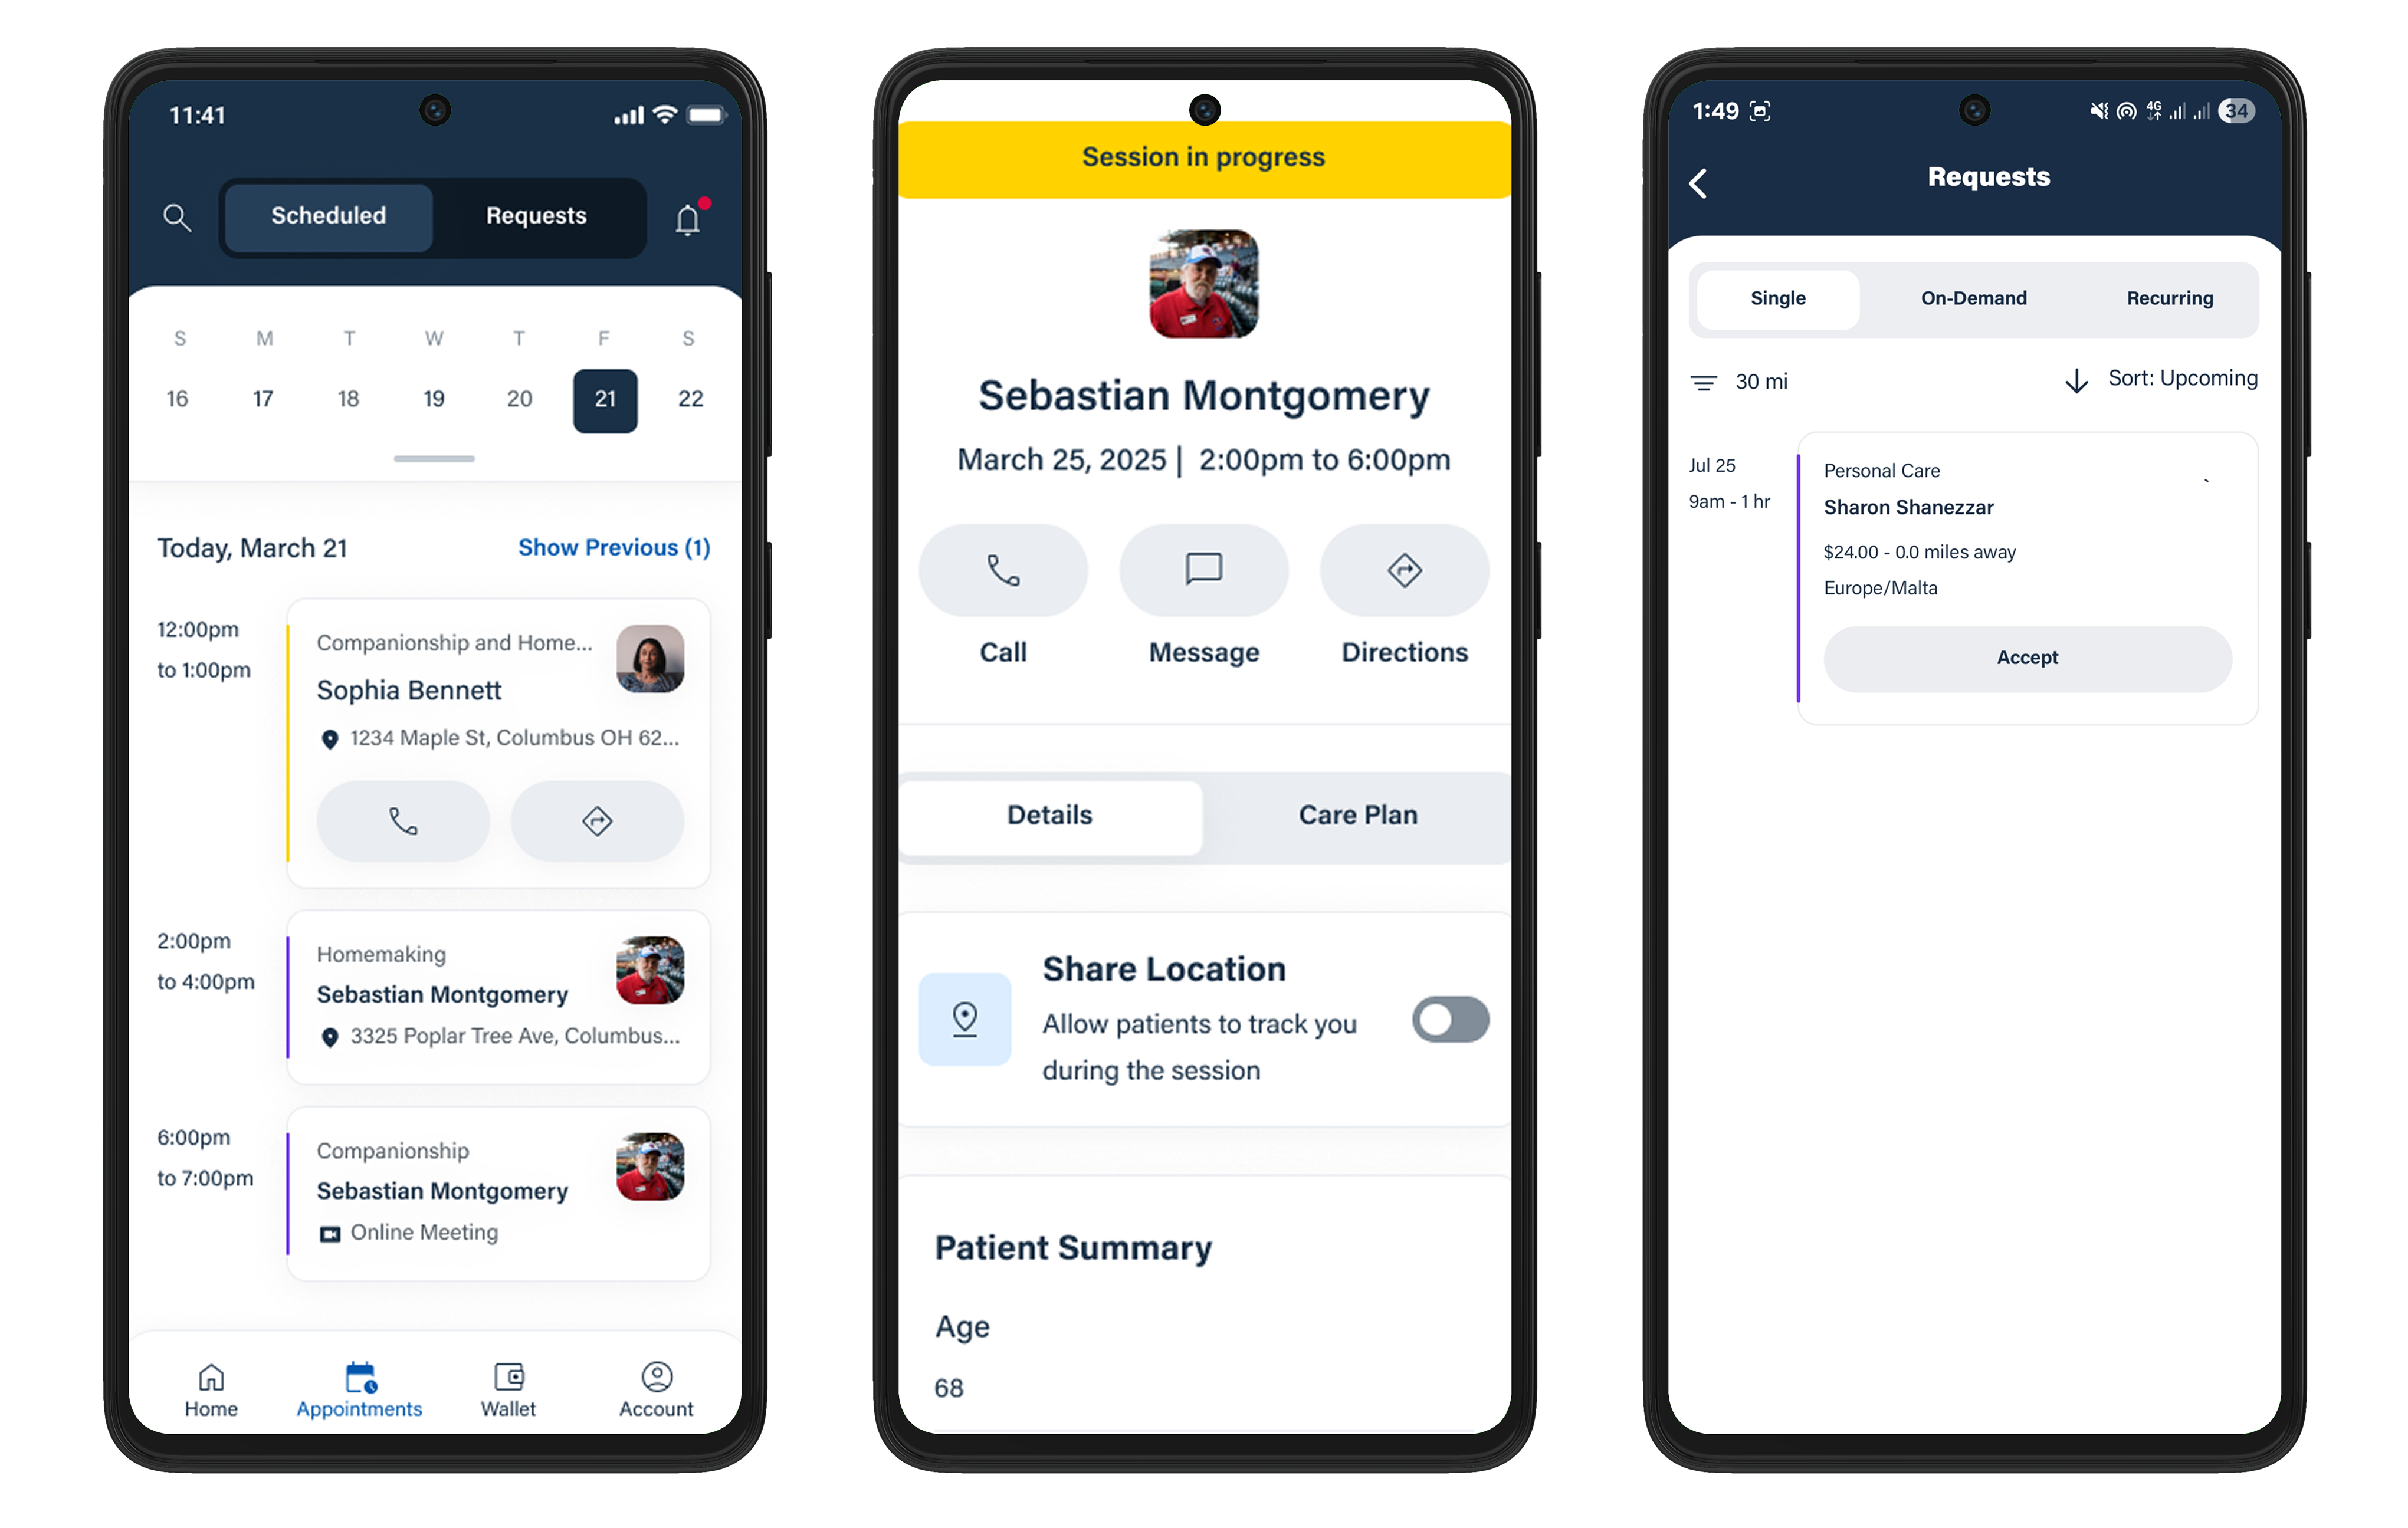 11:41
Scheduled
Requests
S M T W T F S
16 17 18 19 20 21 22
Today, March 21
Show Previous (1)
12:00pm
to 1:00pm
Companionship and Home...
Sophia Bennett
1234 Maple St, Columbus OH 62...
2:00pm
to 4:00pm
Homemaking
Sebastian Montgomery
3325 Poplar Tree Ave, Columbus...
6:00pm
to 7:00pm
Companionship
Sebastian Montgomery
Online Meeting
Home
Appointments
Wallet
Account
Session in progress
Sebastian Montgomery
March 25, 2025 | 2:00pm to 6:00pm
Call
Message
Directions
Details
Care Plan
Share Location
Allow patients to track you
during the session
Patient Summary
Age
68
1:49
4G
34
Requests
Single
On-Demand
Recurring
30 mi
Sort: Upcoming
Jul 25
9am - 1 hr
Personal Care
Sharon Shanezzar
$24.00 - 0.0 miles away
Europe/Malta
Accept